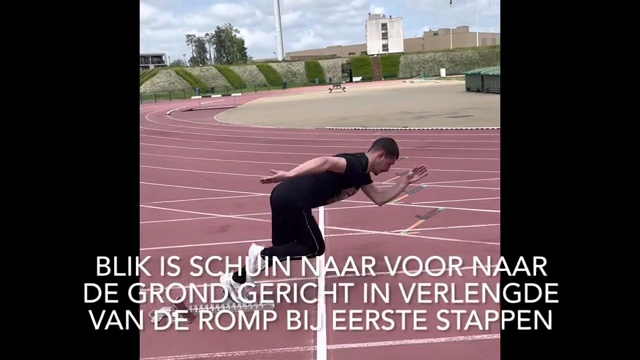 BLIK IS SCHUIN NAAR VOOR NAAR
DE GROND GERICHT IN VERLENGDE
VAN DE ROMP BIJ EERSTE STAPPEN